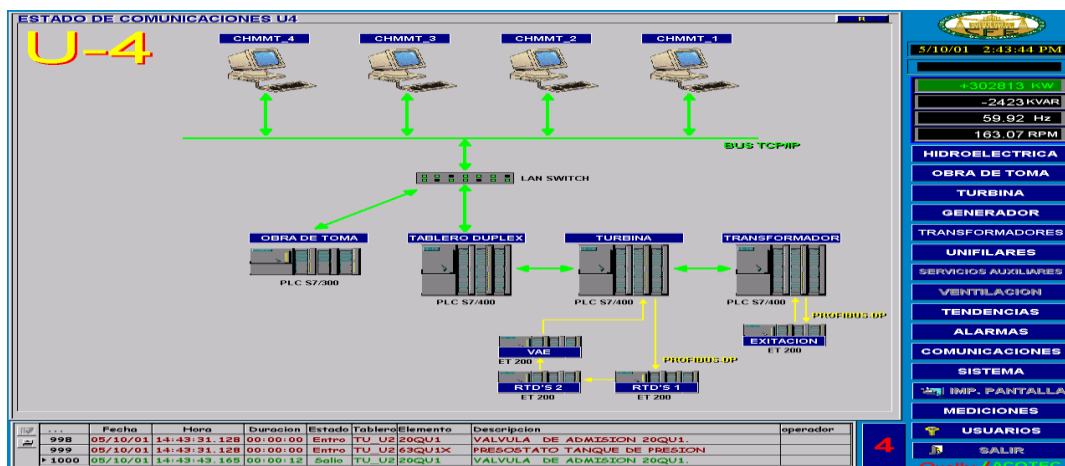 ESTADO DE COMUNICACIONES U4
R
U-4
CHMMT_4
CHMMT_3
CHMMT_2
CHMMT_1
BUS TCP/IP
LAN SWITCH
OBRA DE TOMA
TABLERO DUPLEX
TURBINA
TRANSFORMADOR
PLC S7/300
PLC S7/400
PLC S7/400
PLC S7/400
PROFIBUS-DP
EXITACION
ET 200
VAE
ET 200
PROFIBUS-DP
RTD'S 2
RTD'S 1
ET 200
ET 200
CFE
5/10/01 2:43:44 PM
+302813 KW
-2423 KVAR
59.92 Hz
163.07 RPM
HIDROELECTRICA
OBRA DE TOMA
TURBINA
GENERADOR
TRANSFORMADORES
UNIFILARES
SERVICIOS AUXILIARES
VENTILACION
TENDENCIAS
ALARMAS
COMUNICACIONES
SISTEMA
IMP. PANTALLA
MEDICIONES
USUARIOS
SALIR
... Fecha Hora Duracion Estado Tablero Elemento Descripcion operador
998 05/10/01 14:43:31.128 00:00:00 Entro TU_U2 20QU1 VALVULA DE ADMISION 20QU1.
999 05/10/01 14:43:31.128 00:00:00 Entro TU_U2 63QU1X PRESOSTATO TANQUE DE PRESION
1000 05/10/01 14:43:43.165 00:00:12 Salio TU_U2 20QU1 VALVULA DE ADMISION 20QU1.
4